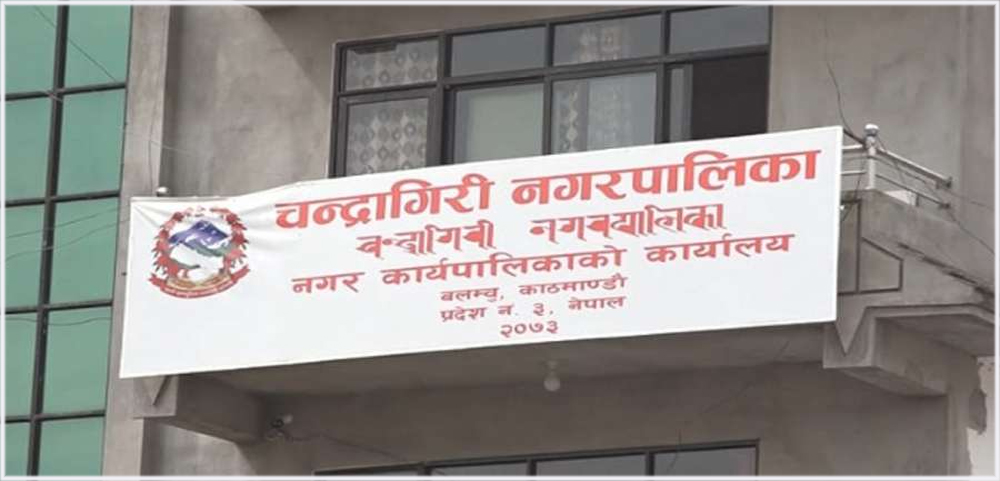 चन्द्रागिरी नगरपालिका
नगर कार्यपालिकाको कार्यालय
बलम्बु, काठमाण्डौ
प्रदेश नं. ३, नेपाल
२०७३